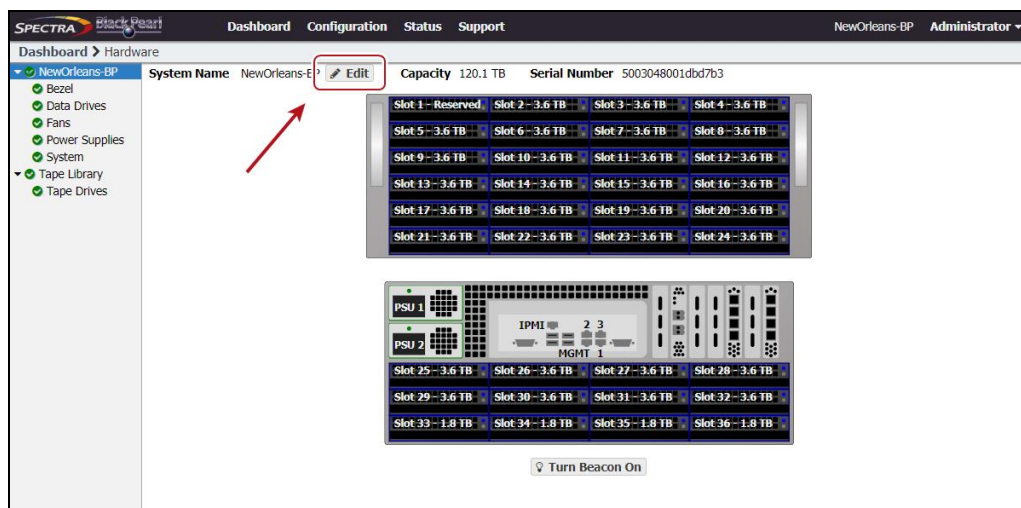 SPECTRA BlackPearl Dashboard Configuration Status Support NewOrleans-BP Administrator
Dashboard > Hardware
NewOrleans-BP
Bezel
Data Drives
Fans
Power Supplies
System
Tape Library
Tape Drives
System Name NewOrleans-BP Edit Capacity 120.1 TB Serial Number 5003048001dbd7b3
Slot 1 - Reserved Slot 2 - 3.6 TB Slot 3 - 3.6 TB Slot 4 - 3.6 TB
Slot 5 - 3.6 TB Slot 6 - 3.6 TB Slot 7 - 3.6 TB Slot 8 - 3.6 TB
Slot 9 - 3.6 TB Slot 10 - 3.6 TB Slot 11 - 3.6 TB Slot 12 - 3.6 TB
Slot 13 - 3.6 TB Slot 14 - 3.6 TB Slot 15 - 3.6 TB Slot 16 - 3.6 TB
Slot 17 - 3.6 TB Slot 18 - 3.6 TB Slot 19 - 3.6 TB Slot 20 - 3.6 TB
Slot 21 - 3.6 TB Slot 22 - 3.6 TB Slot 23 - 3.6 TB Slot 24 - 3.6 TB
PSU 1
IPMI 2 3
PSU 2
MGMT 1
Slot 25 - 3.6 TB Slot 26 - 3.6 TB Slot 27 - 3.6 TB Slot 28 - 3.6 TB
Slot 29 - 3.6 TB Slot 30 - 3.6 TB Slot 31 - 3.6 TB Slot 32 - 3.6 TB
Slot 33 - 1.8 TB Slot 34 - 1.8 TB Slot 35 - 1.8 TB Slot 36 - 1.8 TB
Turn Beacon On